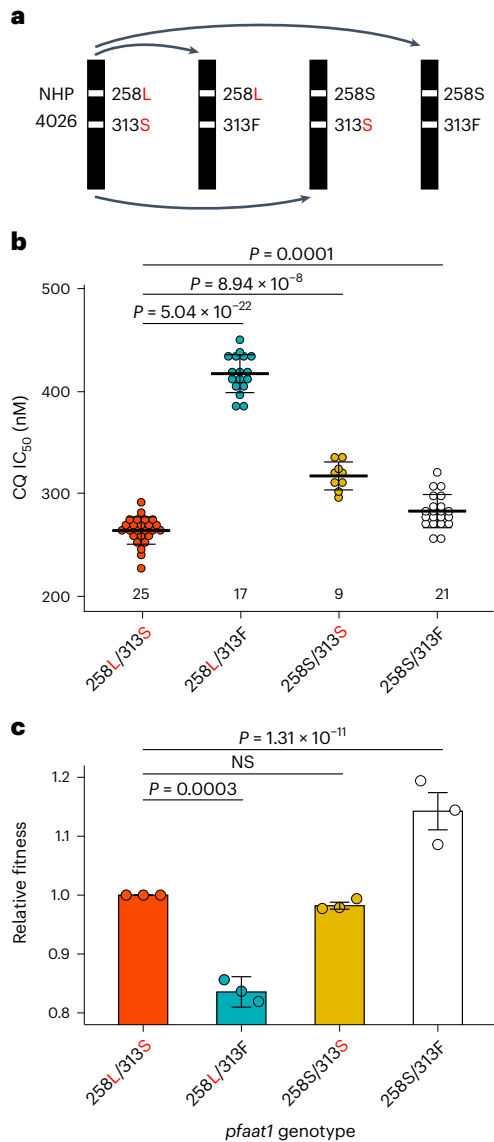 a
NHP
4026
258L
313S
258L
313F
258S
313S
258S
313F
b
P = 0.0001
P = 8.94 × 10⁻⁸
P = 5.04 × 10⁻²²
CQ IC₅₀ (nM)
500
400
300
200
25
17
9
21
258L/313S
258L/313F
258S/313S
258S/313F
c
P = 1.31 × 10⁻¹¹
NS
P = 0.0003
Relative fitness
1.2
1.1
1.0
0.9
0.8
258L/313S
258L/313F
258S/313S
258S/313F
pfaat1 genotype